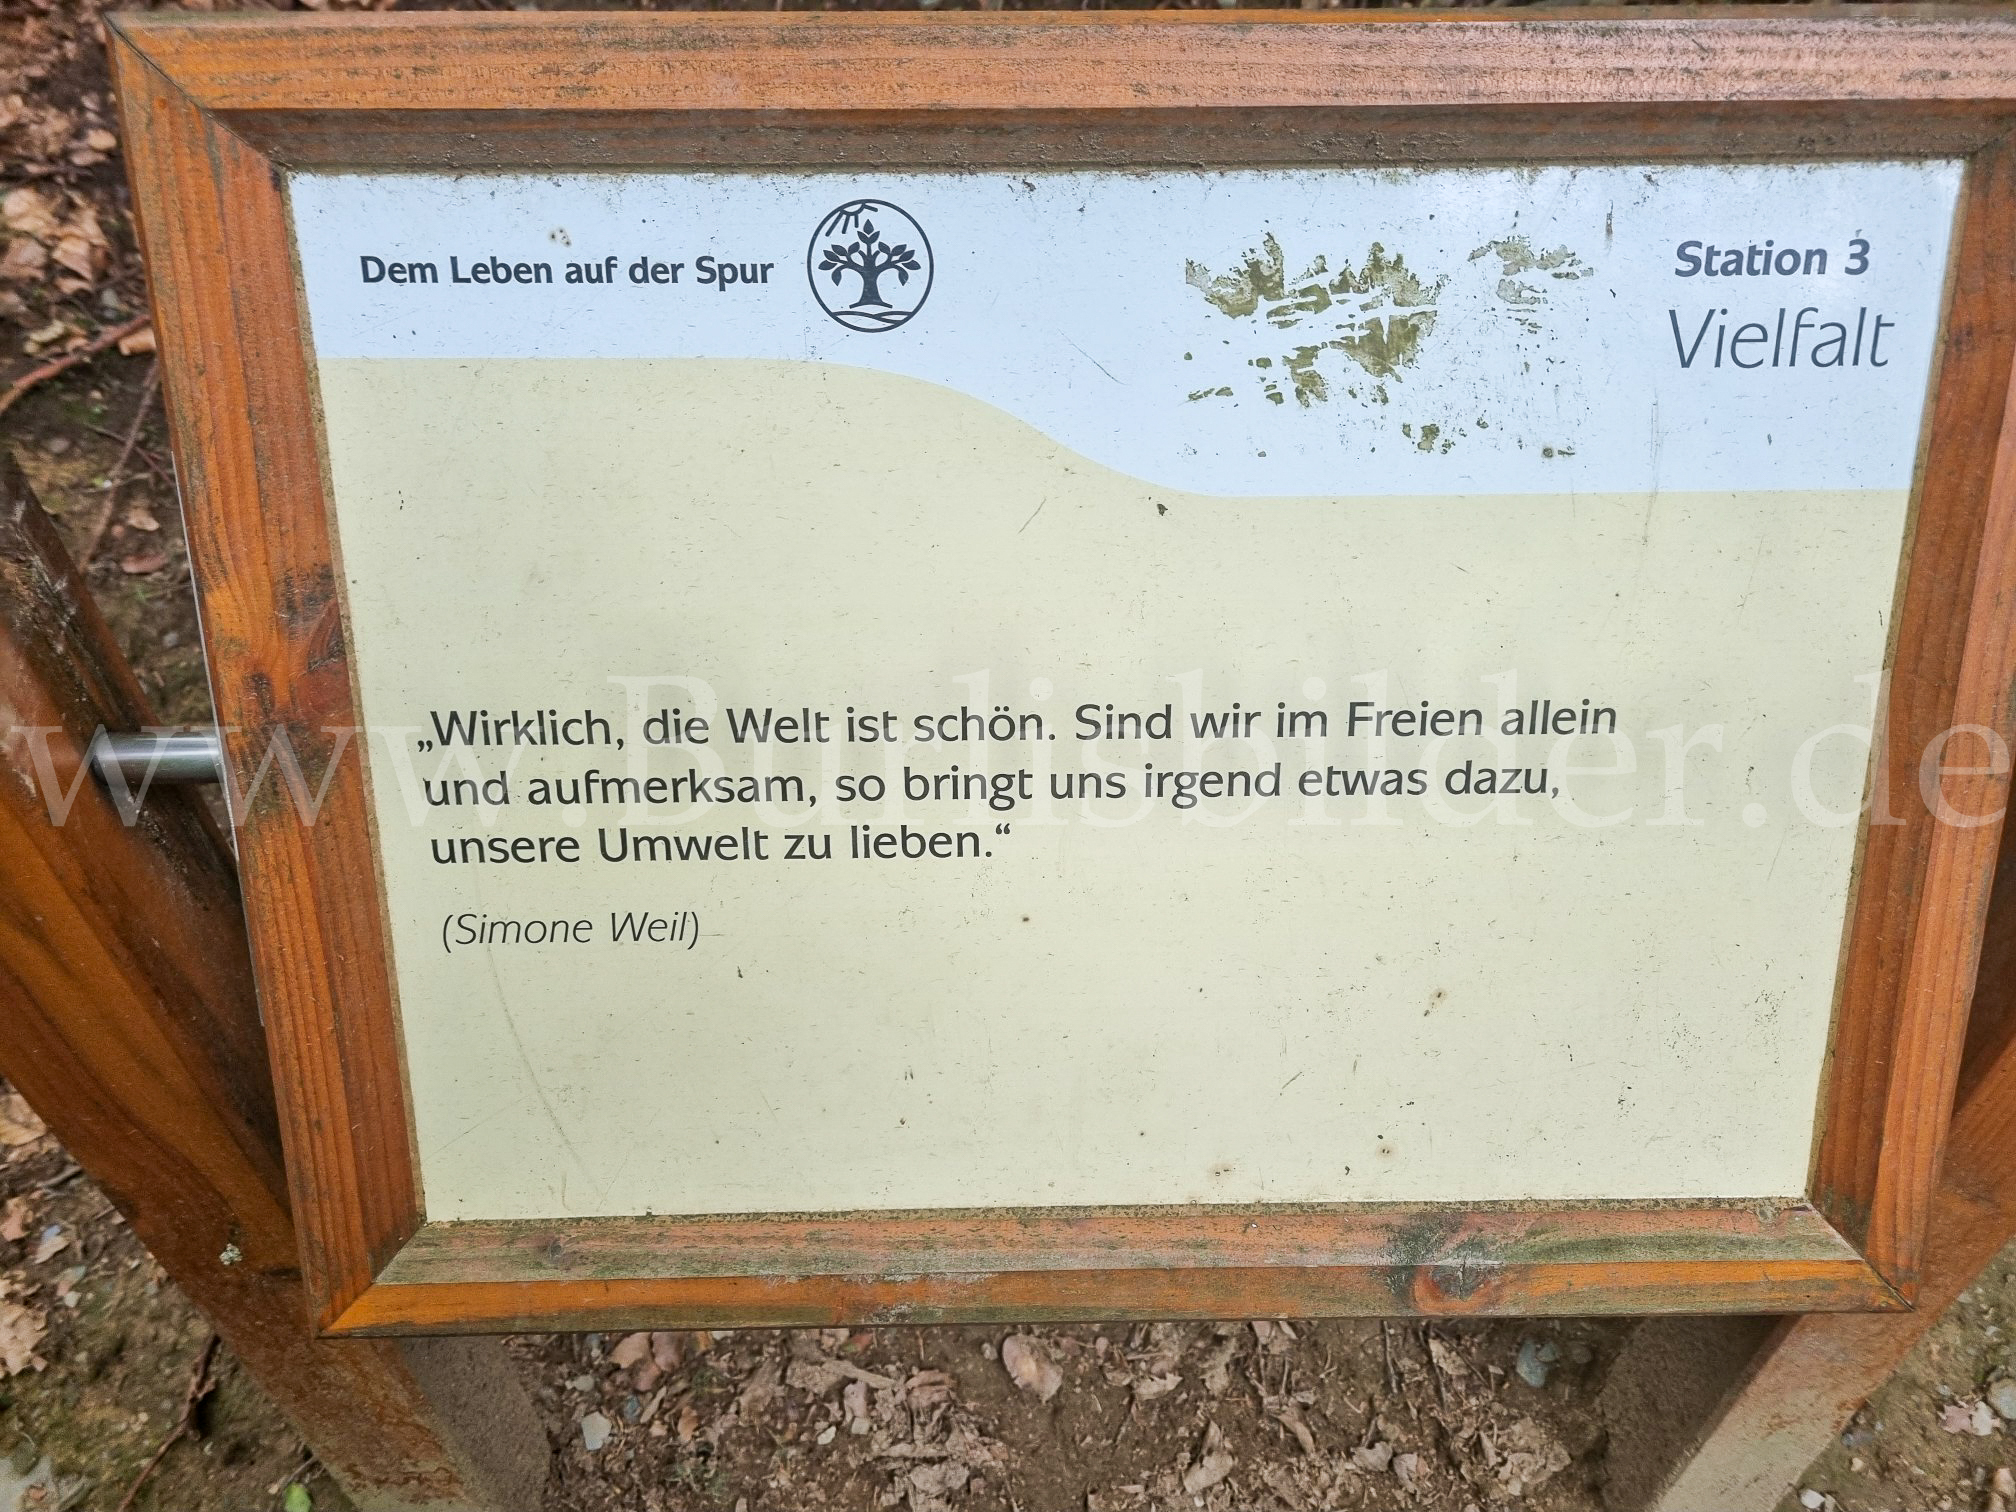 Dem Leben auf der Spur
Station 3
Vielfalt
„Wirklich, die Welt ist schön. Sind wir im Freien allein
und aufmerksam, so bringt uns irgend etwas dazu,
unsere Umwelt zu lieben.“
(Simone Weil)
www.Burlisbilder.de